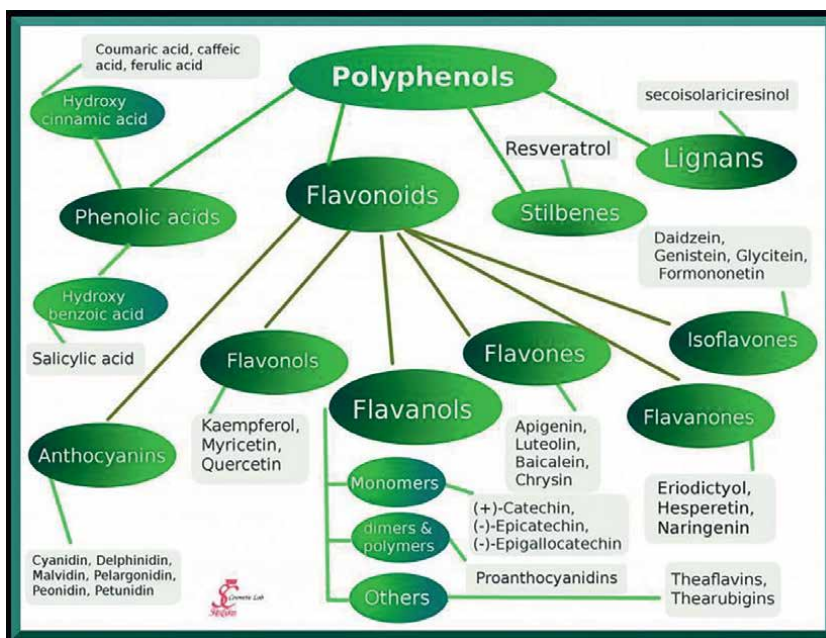 Coumaric acid, caffeic
acid, ferulic acid
Polyphenols
Hydroxy
cinnamic acid
secoisolariciresinol
Lignans
Resveratrol
Flavonoids
Stilbenes
Phenolic acids
Daidzein,
Genistein, Glycitein,
Formononetin
Hydroxy
benzoic acid
Salicylic acid
Flavonols
Flavones
Isoflavones
Flavanols
Flavanones
Kaempferol,
Myricetin,
Quercetin
Apigenin,
Luteolin,
Baicalein,
Chrysin
Anthocyanins
Monomers
(+)-Catechin,
(-)-Epicatechin,
(-)-Epigallocatechin
Eriodictyol,
Hesperetin,
Naringenin
dimers &
polymers
Proanthocyanidins
Cyanidin, Delphinidin,
Malvidin, Pelargonidin,
Peonidin, Petunidin
Others
Theaflavins,
Thearubigins
Cosmetic Lab